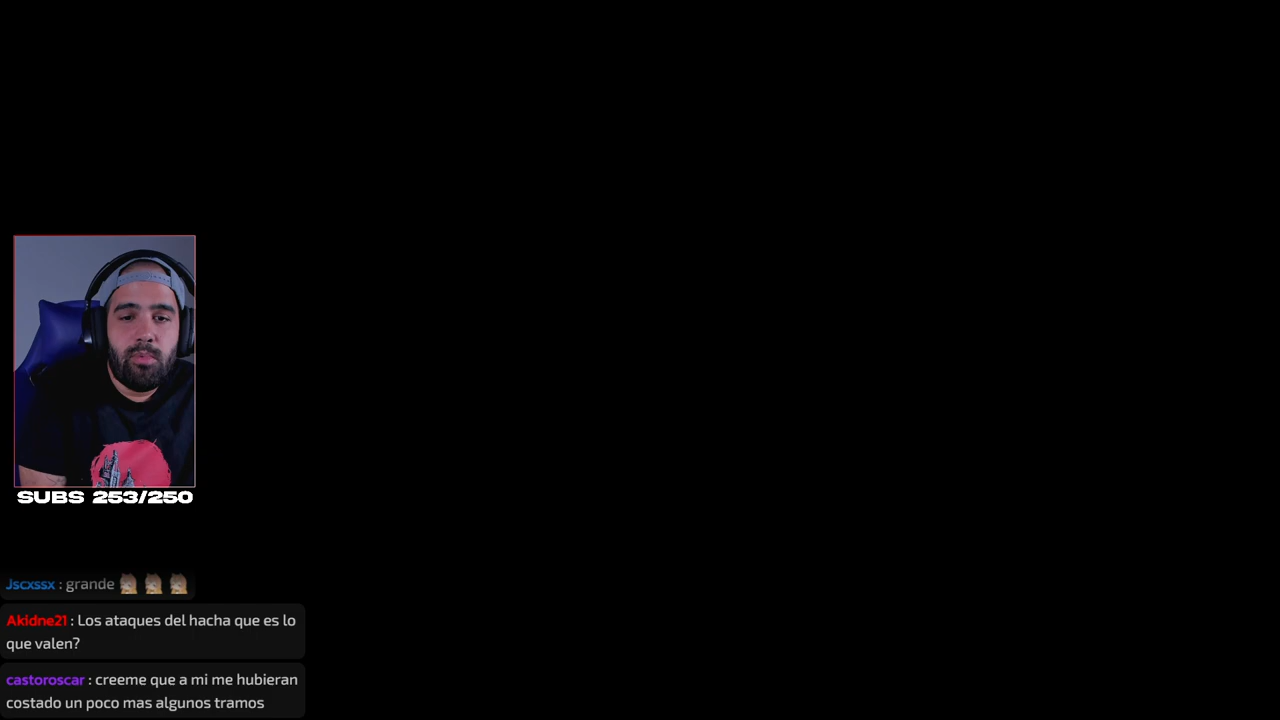 SUBS 253/250
Jscxssx : grande
Akidne21 : Los ataques del hacha que es lo
que valen?
castoroscar : creeme que a mi me hubieran
costado un poco mas algunos tramos